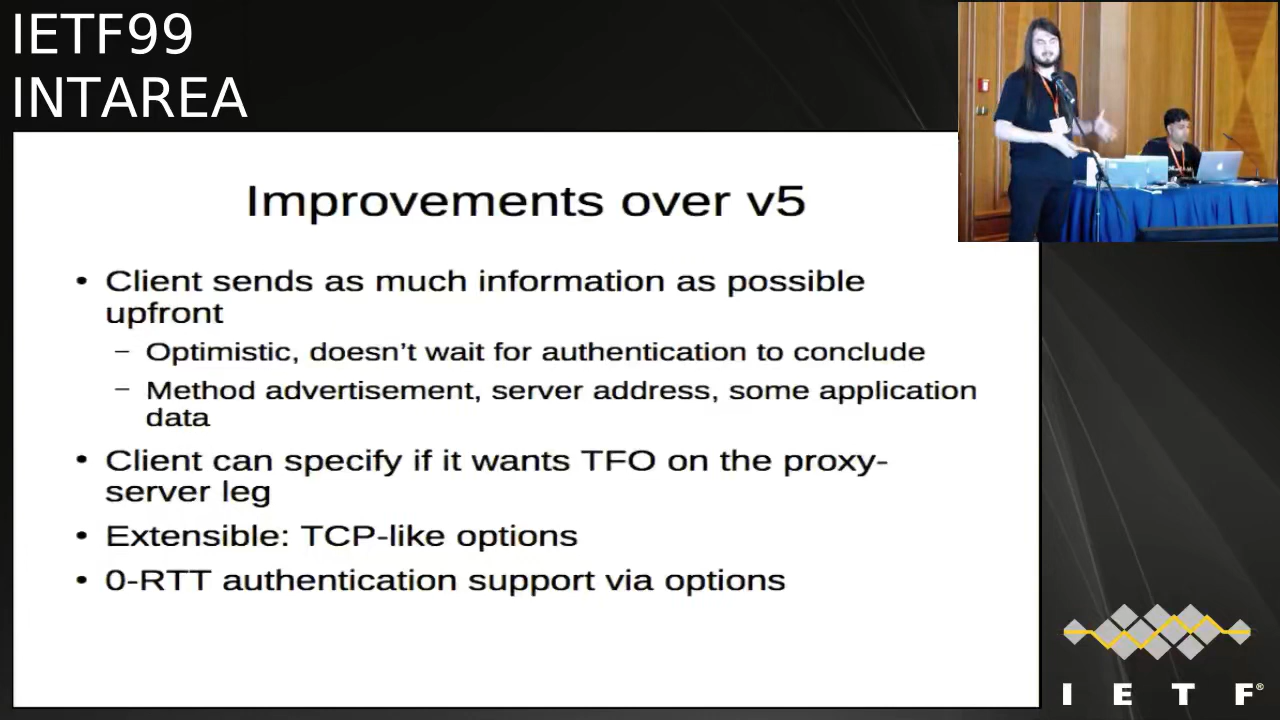 IETF99
INTAREA
Improvements over v5
• Client sends as much information as possible
upfront
– Optimistic, doesn’t wait for authentication to conclude
– Method advertisement, server address, some application
data
• Client can specify if it wants TFO on the proxy-
server leg
• Extensible: TCP-like options
• 0-RTT authentication support via options
I E T F®